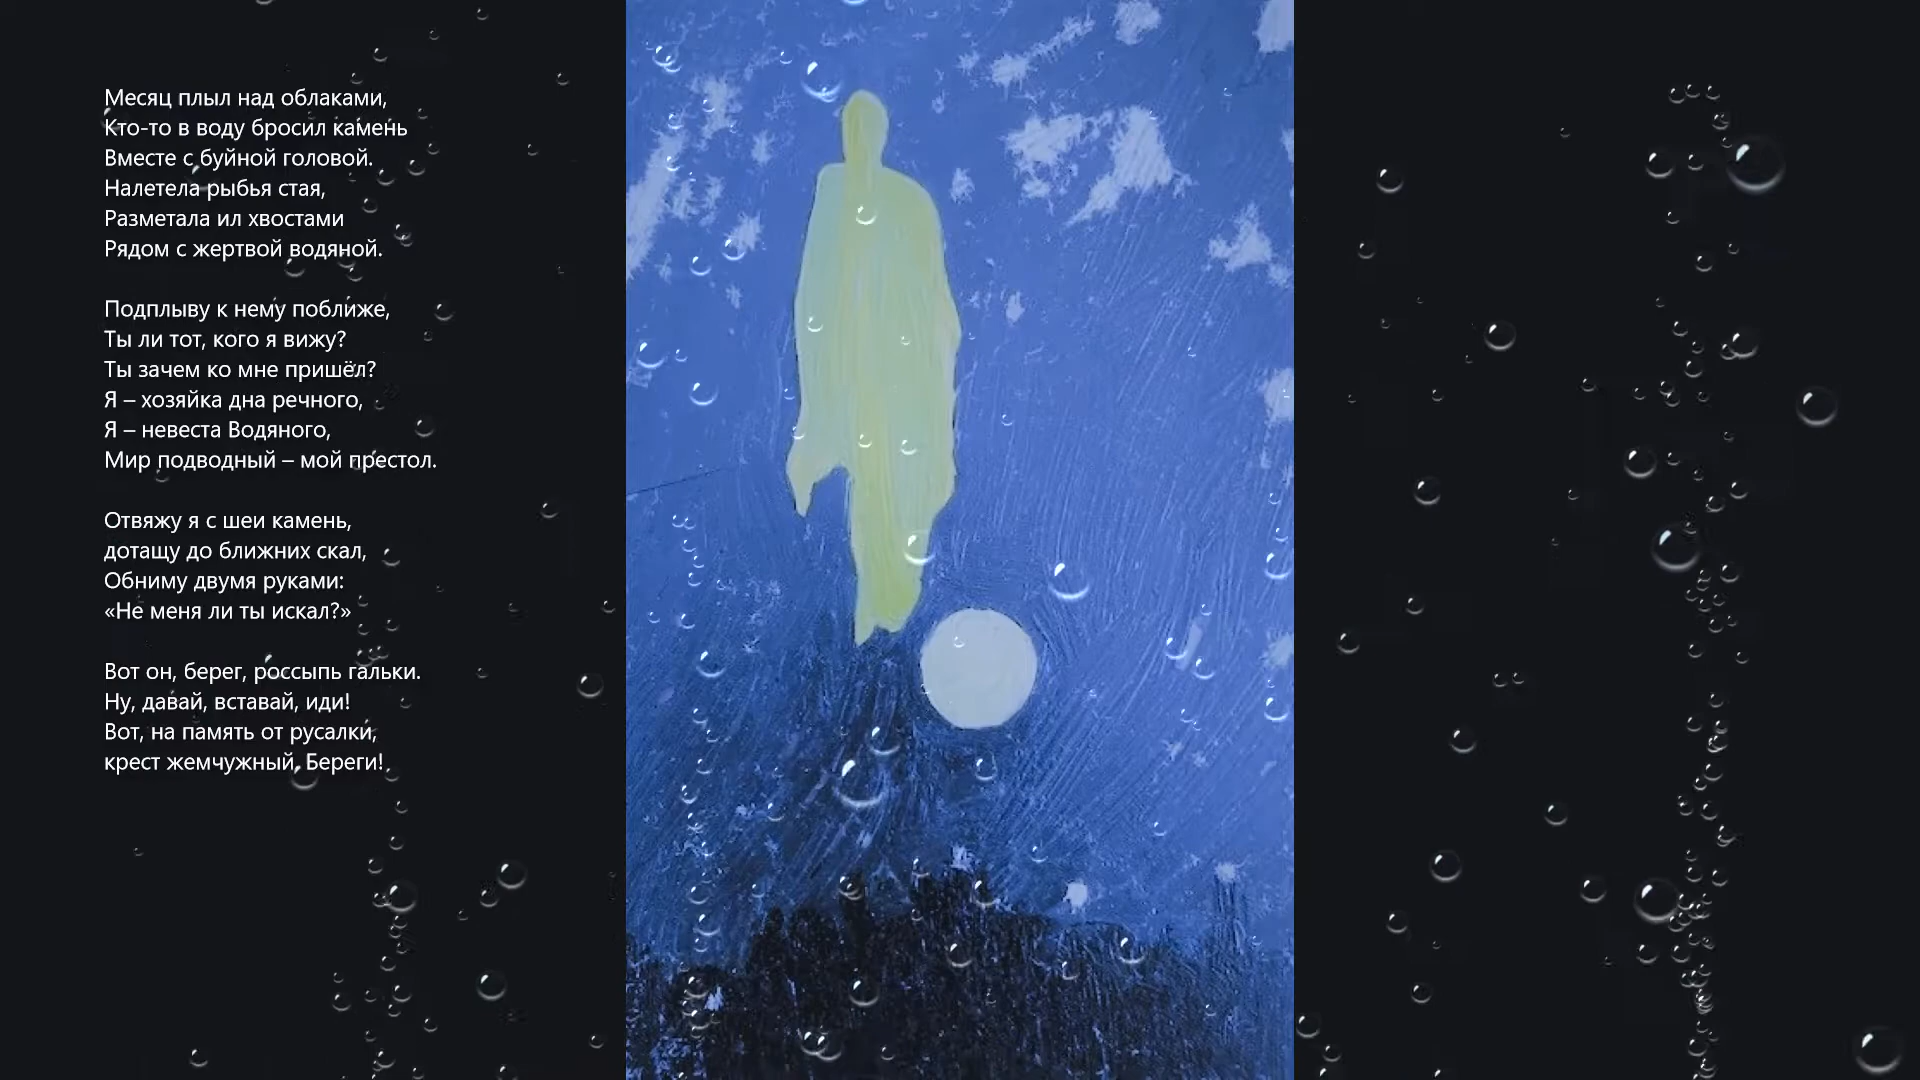 Месяц плыл над облаками,
Кто-то в воду бросил камень
Вместе с буйной головой.
Налетела рыбья стая,
Разметала ил хвостами
Рядом с жертвой водяной.
Подплыву к нему поближе,
Ты ли тот, кого я вижу?
Ты зачем ко мне пришёл?
Я – хозяйка дна речного,
Я – невеста Водяного,
Мир подводный – мой престол.
Отвяжу я с шеи камень,
дотащу до ближних скал,
Обниму двумя руками:
«Не меня ли ты искал?»
Вот он, берег, россыпь гальки.
Ну, давай, вставай, иди!
Вот, на память от русалки,
крест жемчужный. Береги!